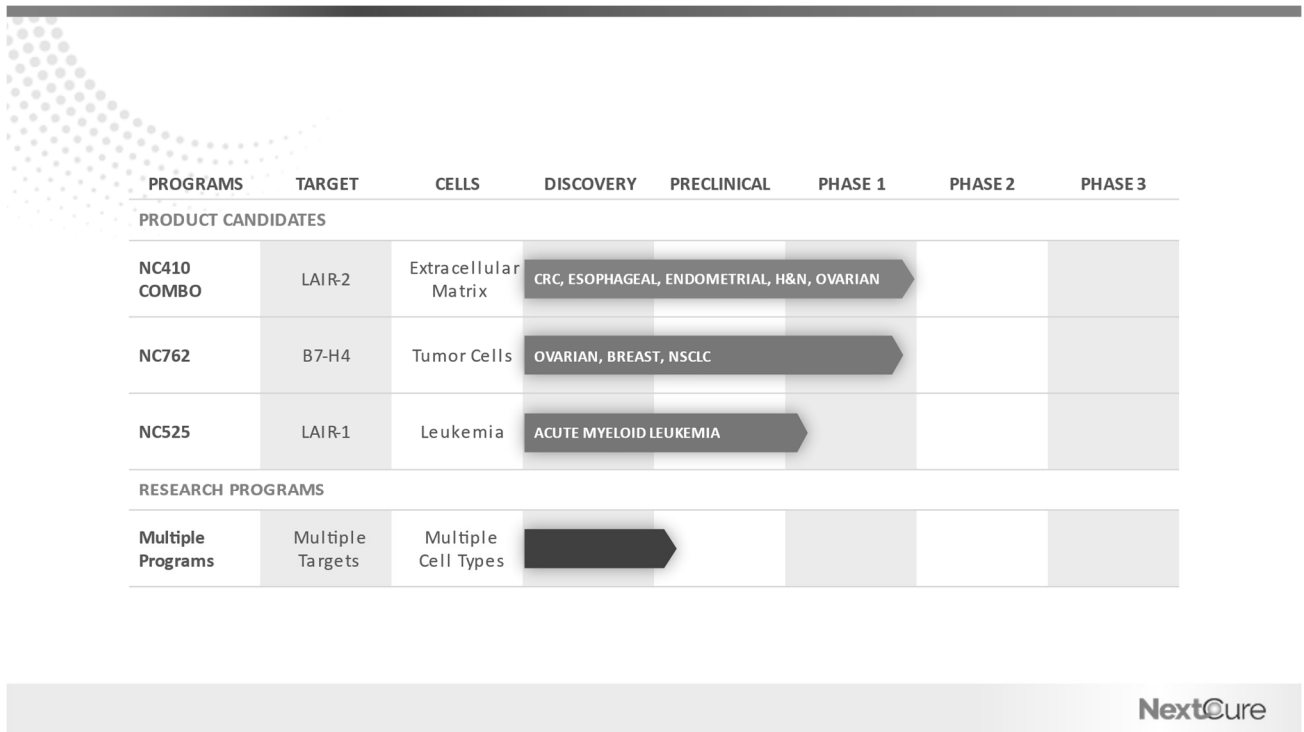 PROGRAMS TARGET CELLS DISCOVERY PRECLINICAL PHASE 1 PHASE 2 PHASE 3
PRODUCT CANDIDATES
NC410
COMBO
LAIR-2
Extracellular
Matrix
CRC, ESOPHAGEAL, ENDOMETRIAL, H&N, OVARIAN
NC762 B7-H4 Tumor Cells OVARIAN, BREAST, NSCLC
NC525 LAIR-1 Leukemia ACUTE MYELOID LEUKEMIA
RESEARCH PROGRAMS
Multiple
Programs
Multiple
Targets
Multiple
Cell Types
NextCure